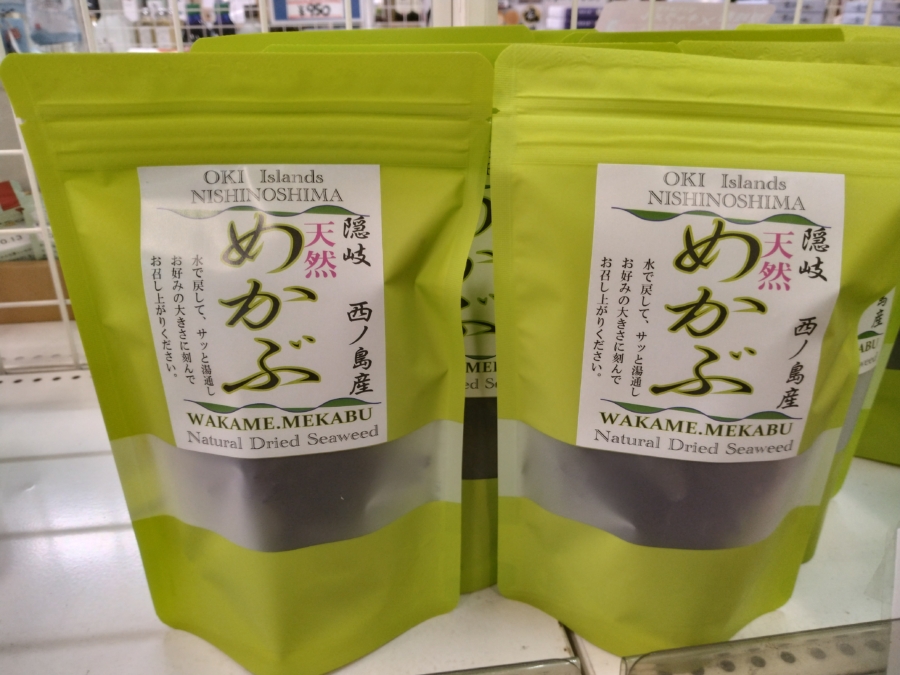 OKI Islands
NISHINOSHIMA
隠岐 西ノ島産
天然
めかぶ
水で戻して、サッと湯通し
お好みの大きさに刻んで
お召し上がりください。
WAKAME.MEKABU
Natural Dried Seaweed
OKI Islands
NISHINOSHIMA
隠岐 西ノ島産
天然
めかぶ
水で戻して、サッと湯通し
お好みの大きさに刻んで
お召し上がりください。
WAKAME.MEKABU
Natural Dried Seaweed